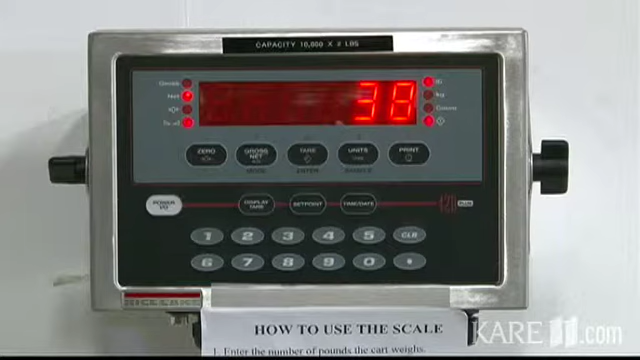 CAPACITY 10,000 X 2 LBS
Gross
Net
38
lb
kg
ZERO
GROSS NET
TARE
UNITS
PRINT
MODE
ENTER
POWER
DISPLAY TARE
SETPOINT
TIME/DATE
420 PLUS
1 2 3 4 5 CLR
6 7 8 9 0
RICE LAKE
HOW TO USE THE SCALE
1. Enter the number of pounds the cart weighs.
KARE 11.com